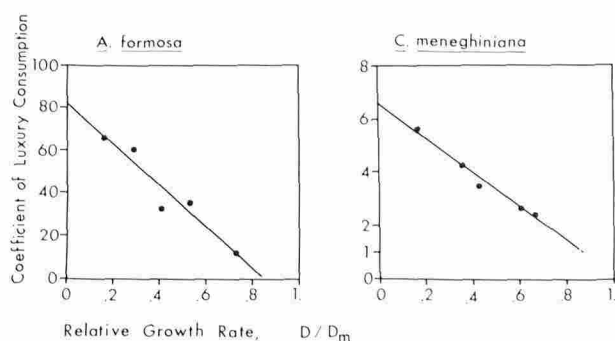 A. formosa
C. meneghiniana
Coefficient of Luxury Consumption
100
80
60
40
20
0
0 .2 .4 .6 .8 1.
8
6
4
2
1
0
0 .2 .4 .6 .8 1.
Relative Growth Rate, D/Dm